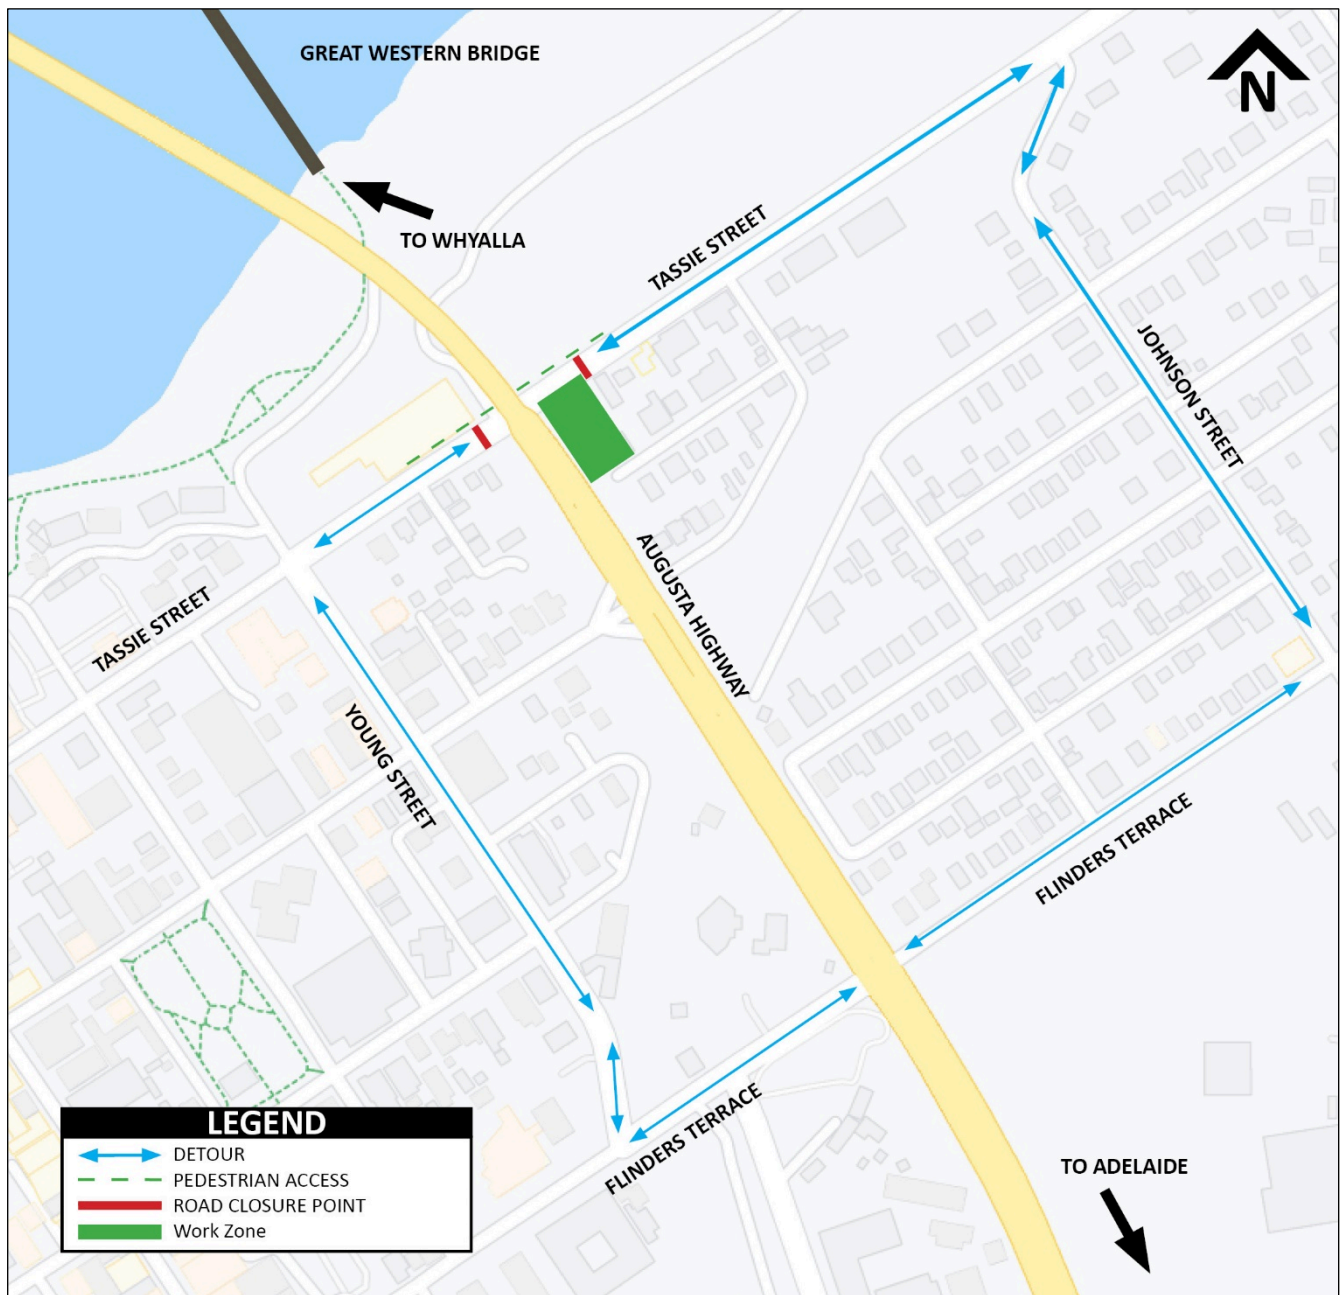 GREAT WESTERN BRIDGE
N
TO WHYALLA
TASSIE STREET
JOHNSON STREET
AUGUSTA HIGHWAY
TASSIE STREET
YOUNG STREET
FLINDERS TERRACE
FLINDERS TERRACE
TO ADELAIDE
LEGEND
DETOUR
PEDESTRIAN ACCESS
ROAD CLOSURE POINT
Work Zone